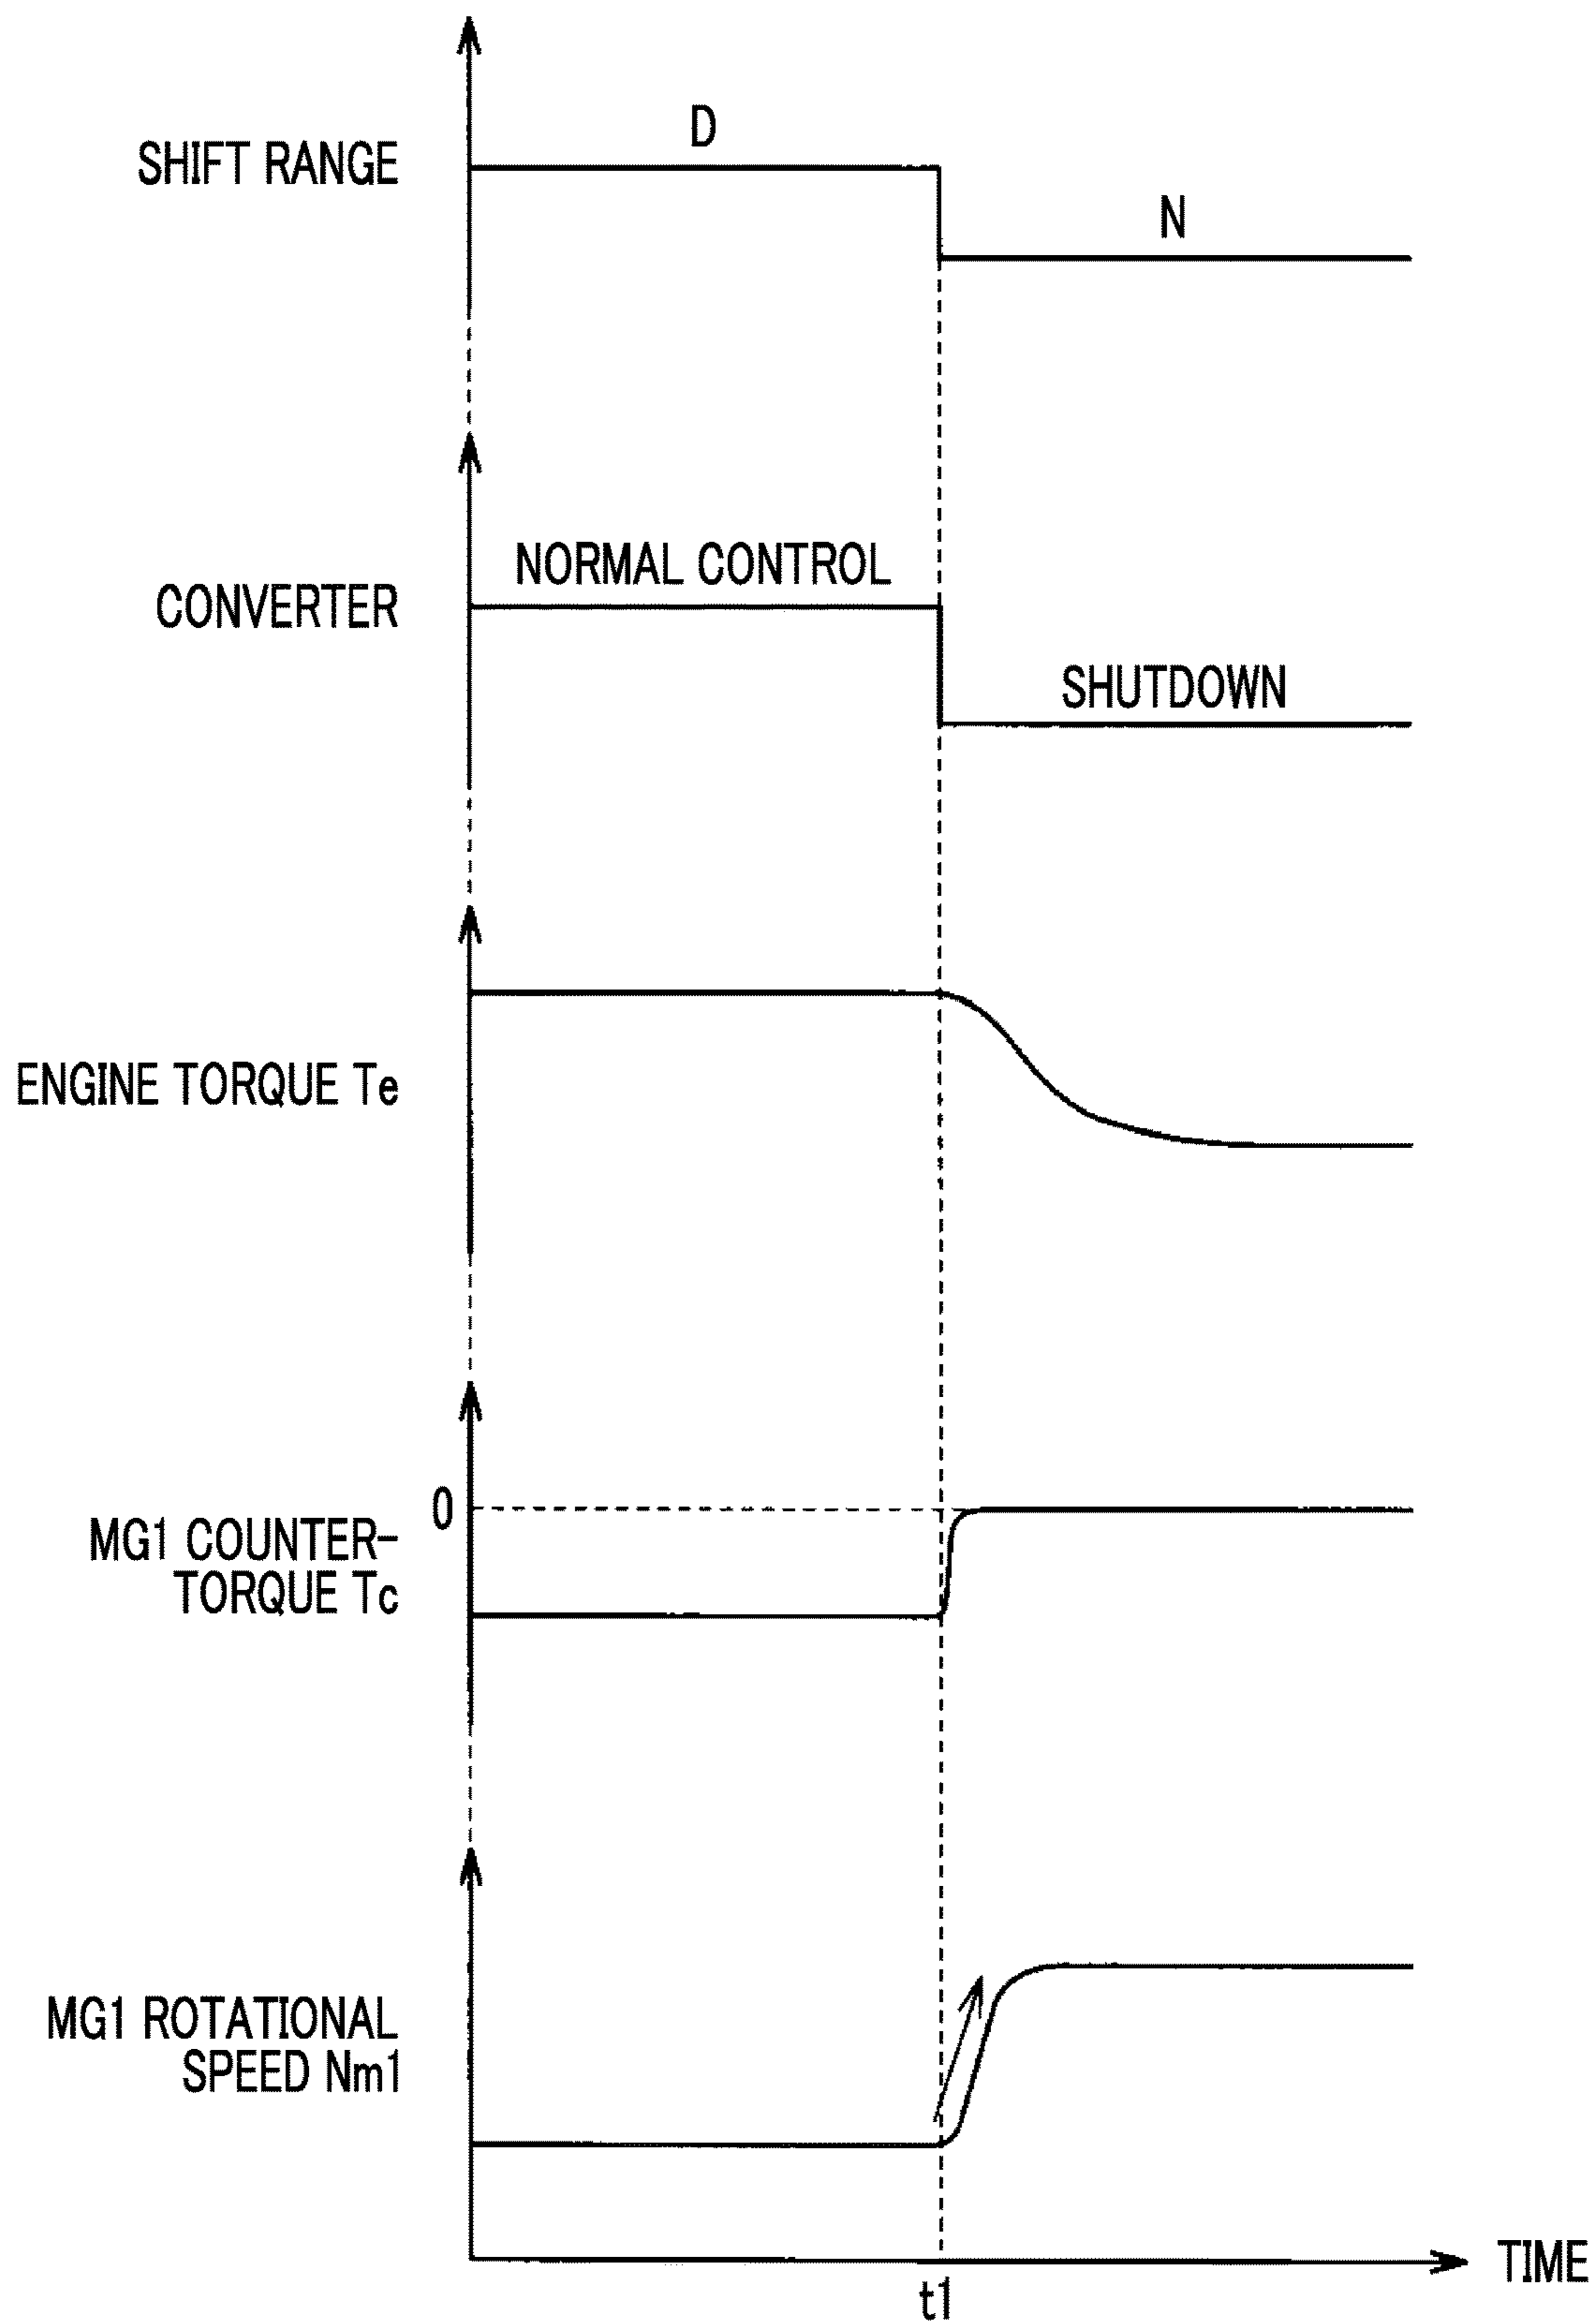 D
SHIFT RANGE
N
NORMAL CONTROL
CONVERTER
SHUTDOWN
ENGINE TORQUE Te
0
MG1 COUNTER-
TORQUE Tc
MG1 ROTATIONAL
SPEED Nm1
TIME
t1